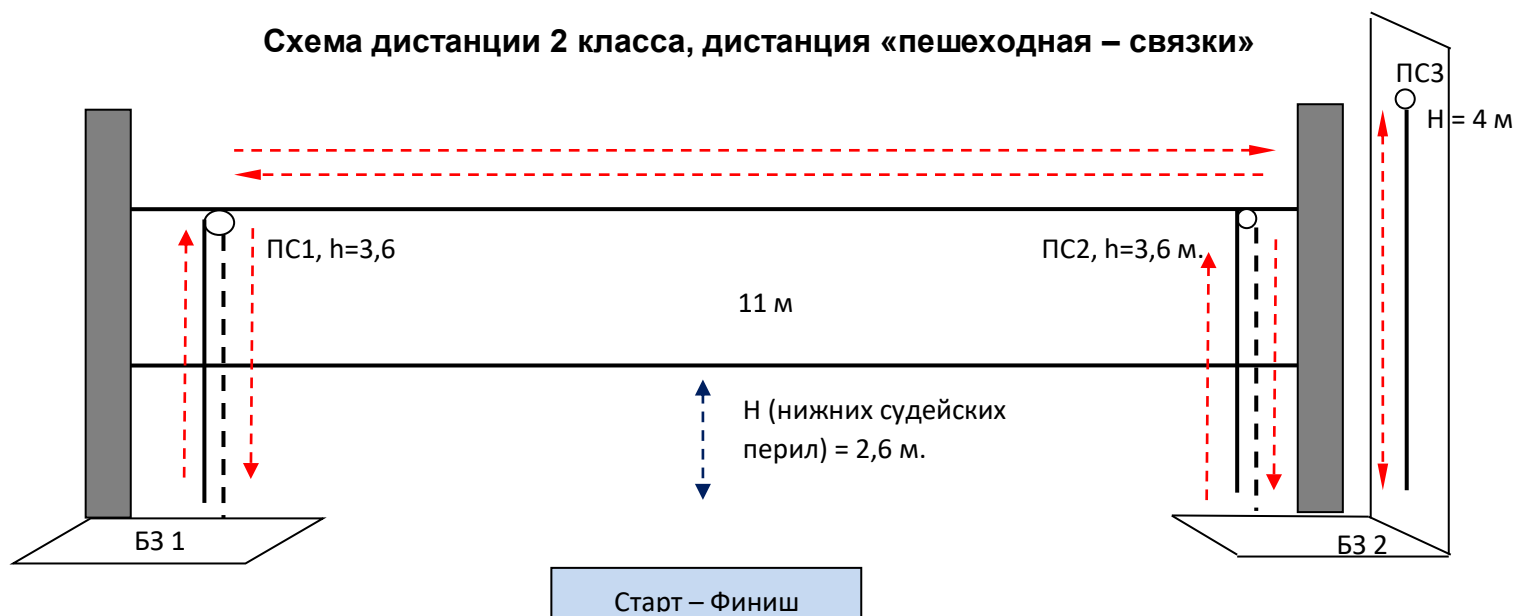 Схема дистанции 2 класса, дистанция «пешеходная – связки»
ПС3
H = 4 м
ПС1, h=3,6
ПС2, h=3,6 м.
11 м
Н (нижних судейских
перил) = 2,6 м.
БЗ 1
БЗ 2
Старт – Финиш